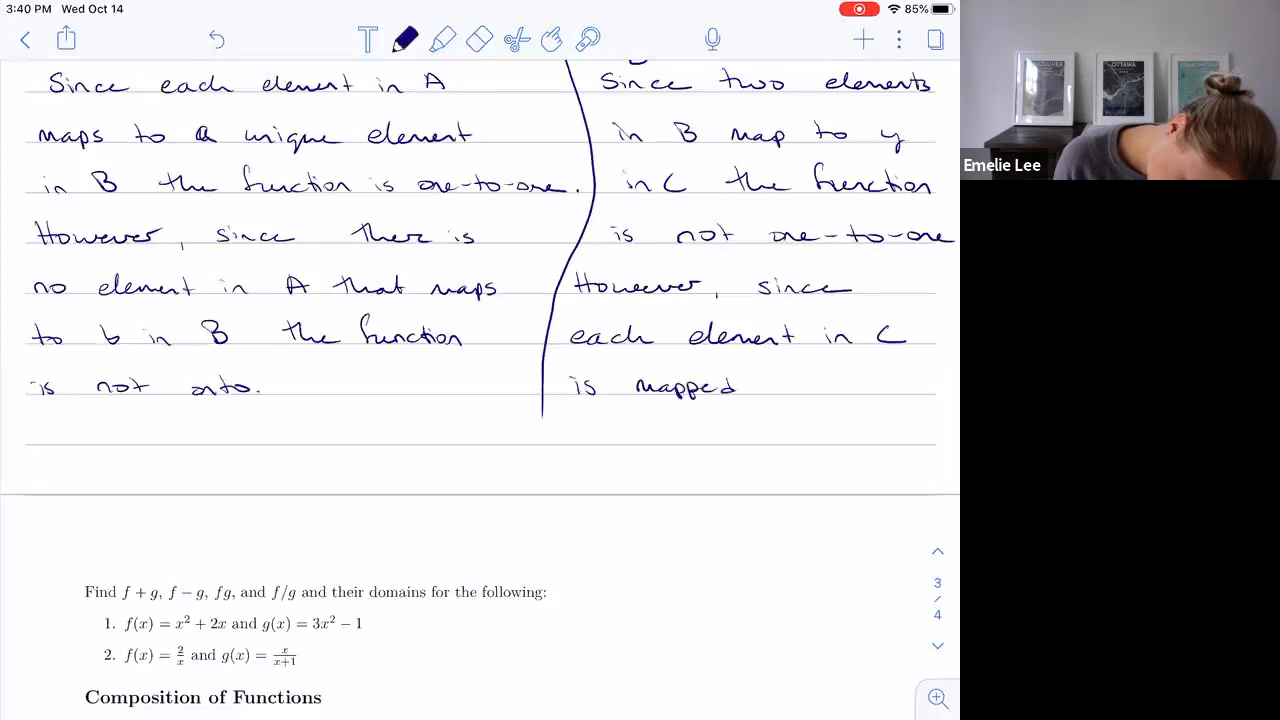 3:40 PM Wed Oct 14
85%
Since each element in A
maps to a unique element
in B the function is one-to-one.
However, since there is
no element in A that maps
to b in B the function
is not onto.
Since two elements
in B map to y
in C the function
is not one-to-one
However, since
each element in C
is mapped
3
/
4
Find f + g, f − g, fg, and f/g and their domains for the following:
1. f(x) = x² + 2x and g(x) = 3x² − 1
2. f(x) = 2/x and g(x) = x/(x+1)
Composition of Functions
VANCOUVER
OTTAWA
EDMONTON
Emelie Lee